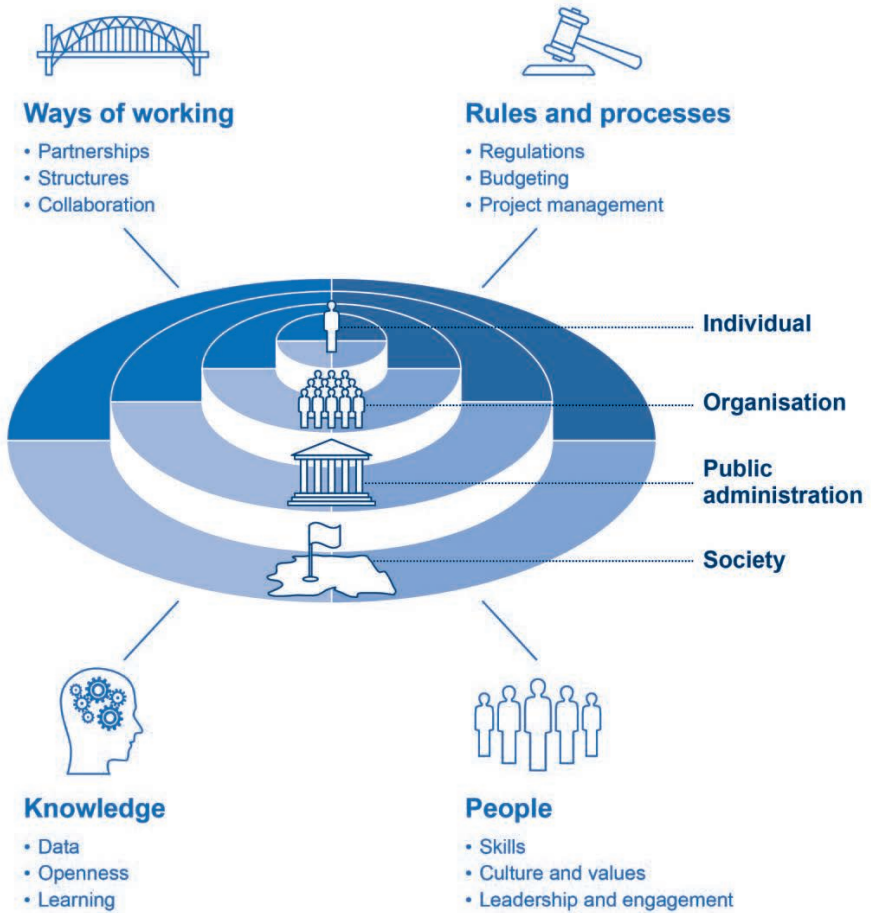 Ways of working
• Partnerships
• Structures
• Collaboration
Rules and processes
• Regulations
• Budgeting
• Project management
Individual
Organisation
Public
administration
Society
Knowledge
• Data
• Openness
• Learning
People
• Skills
• Culture and values
• Leadership and engagement